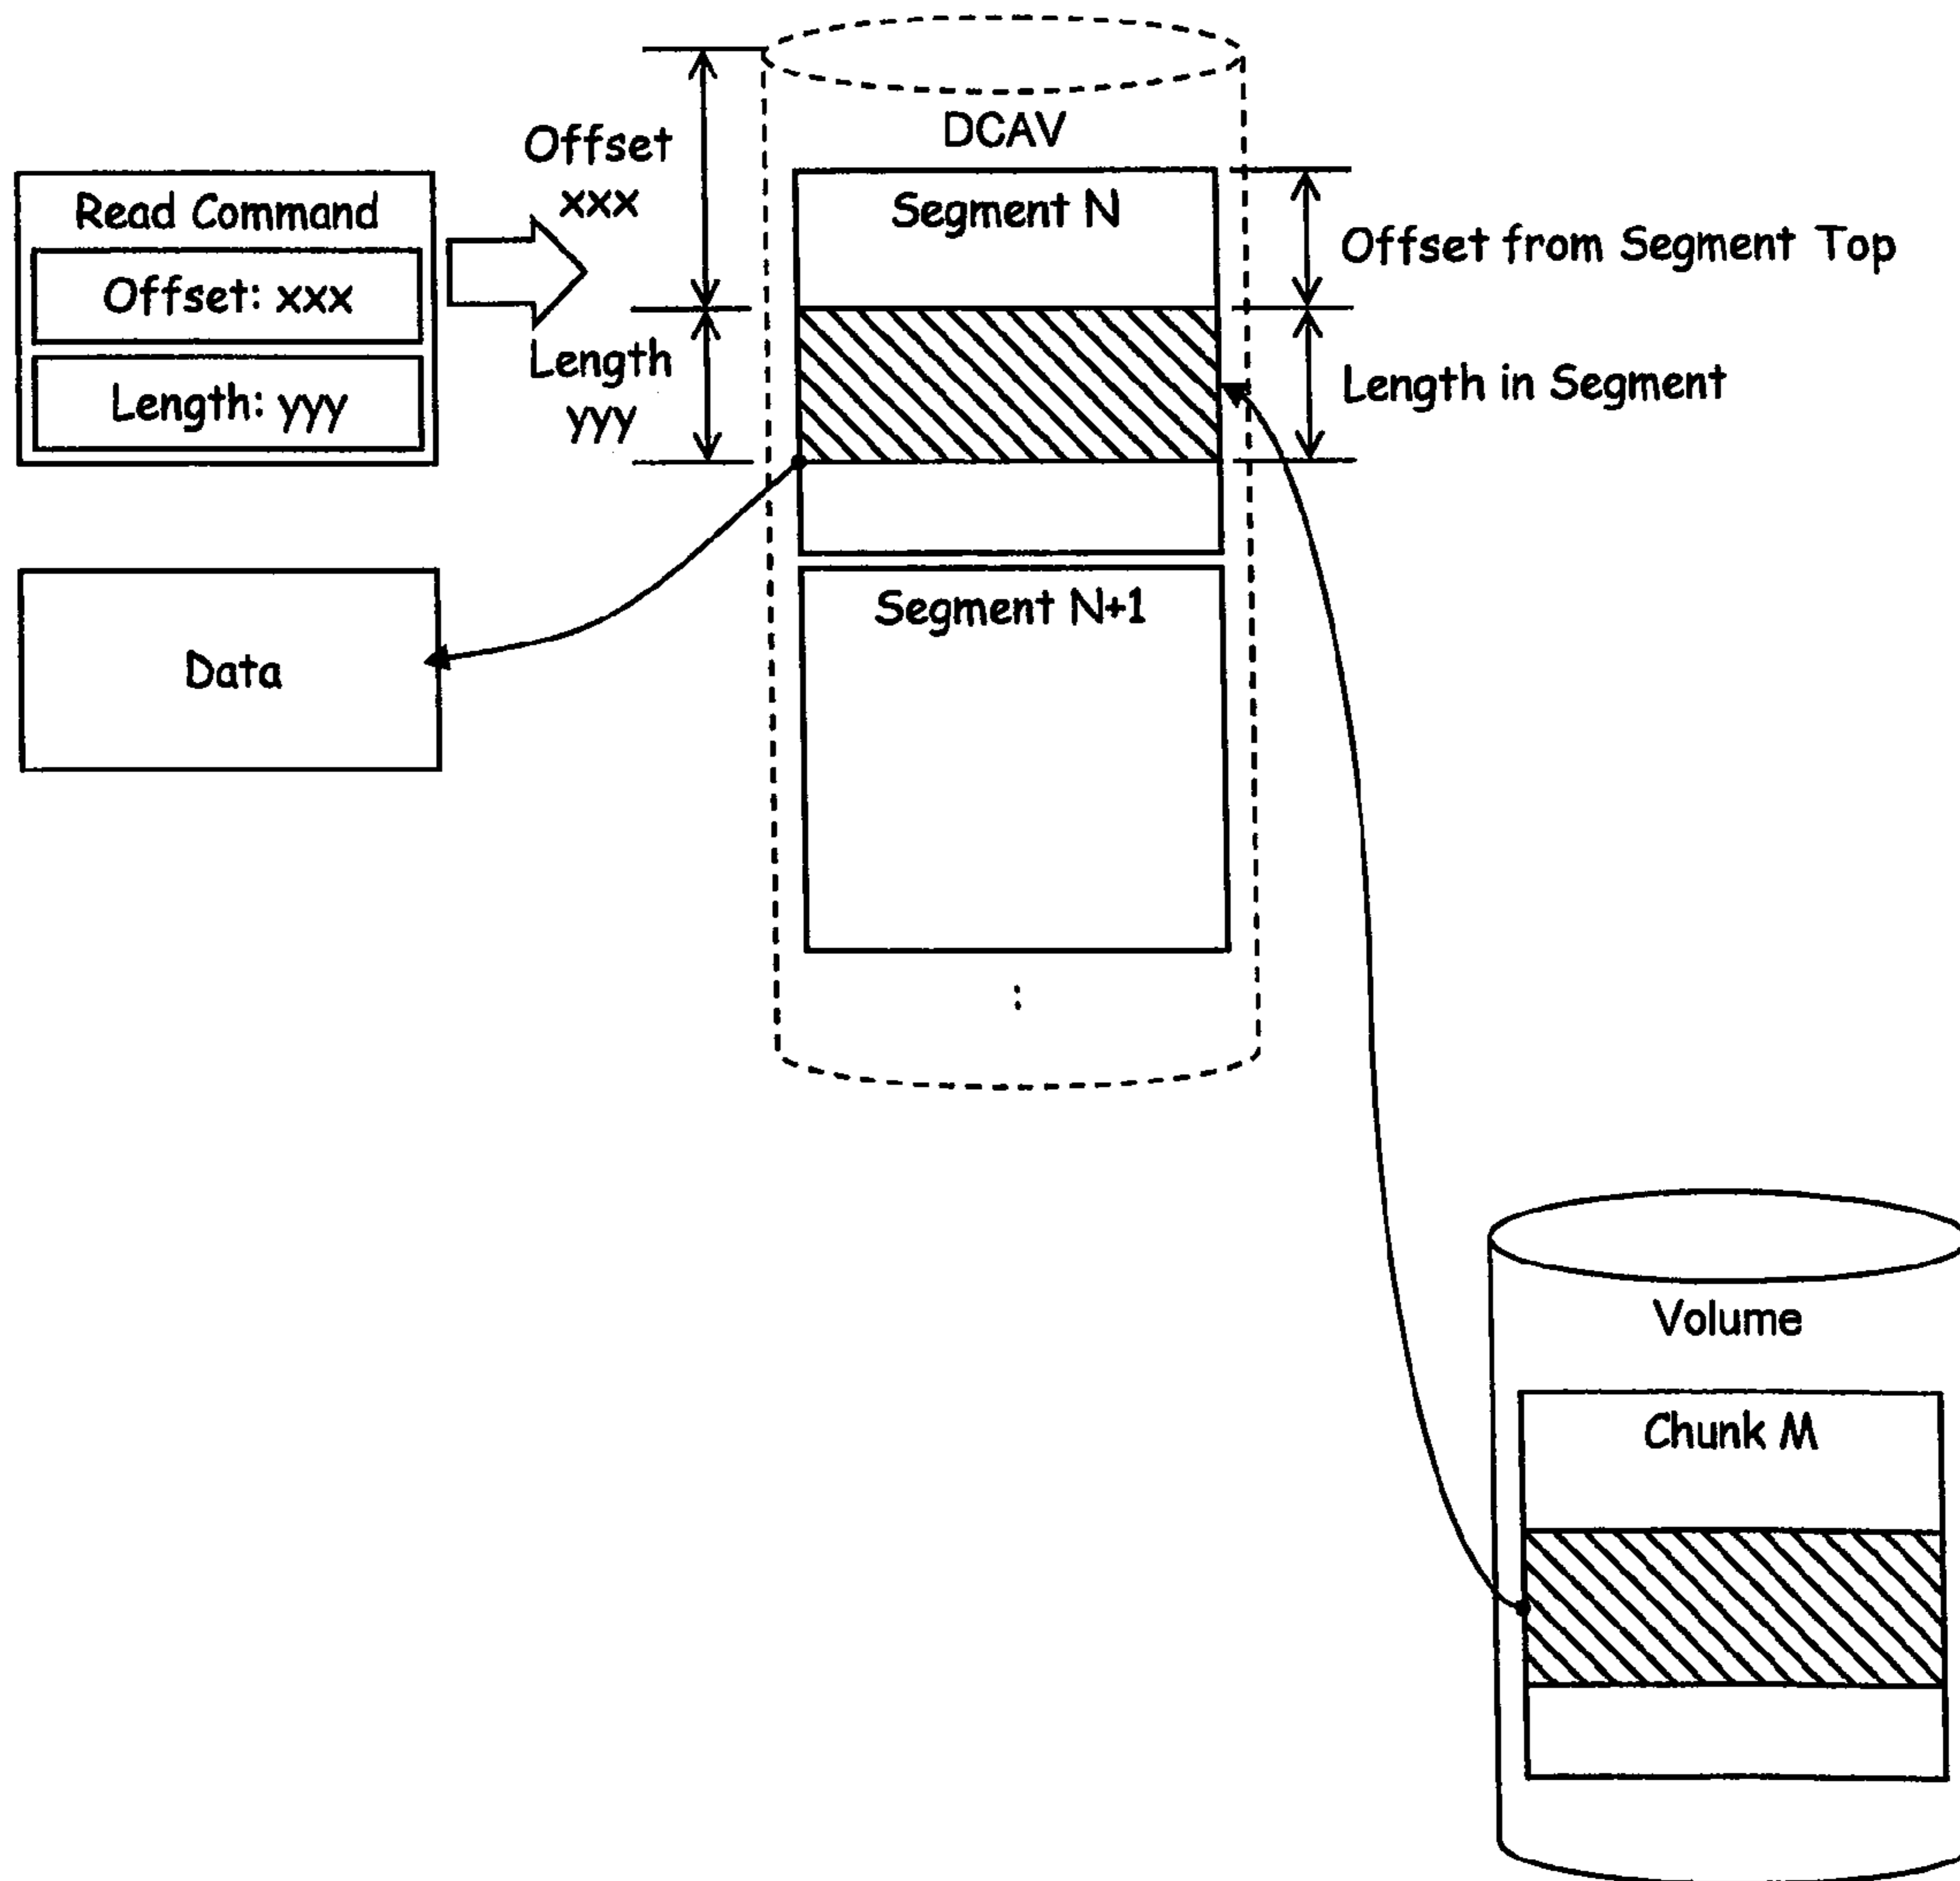 DCAV
Offset
xxx
Read Command
Offset: xxx
Length: yyy
Segment N
Offset from Segment Top
Length
yyy
Length in Segment
Segment N+1
:
Data
Volume
Chunk M